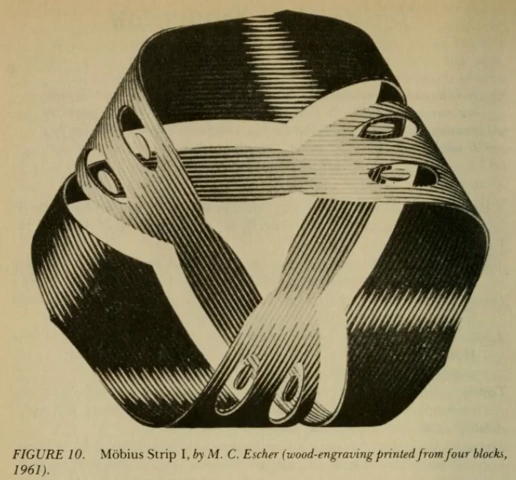 FIGURE 10. Möbius Strip I, by M. C. Escher (wood-engraving printed from four blocks,
1961).